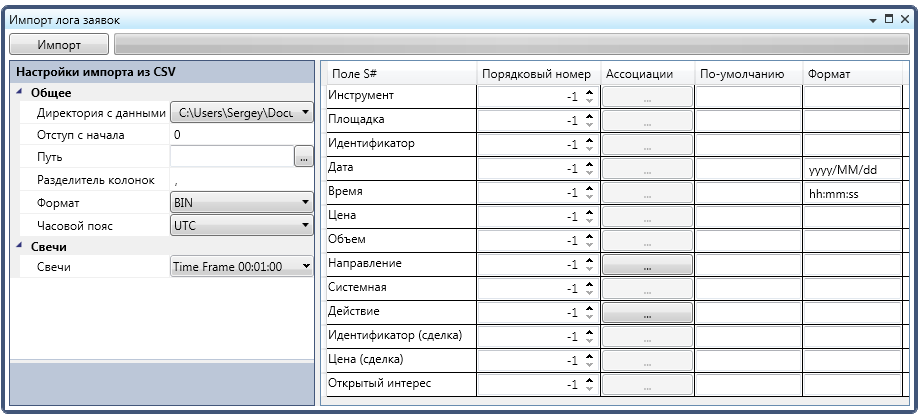 Импорт лога заявок
Импорт
Настройки импорта из CSV
Общее
Директория с данными C:\Users\Sergey\Docu
Отступ с начала 0
Путь ...
Разделитель колонок ,
Формат BIN
Часовой пояс UTC
Свечи
Свечи Time Frame 00:01:00
Поле S# Порядковый номер Ассоциации По-умолчанию Формат
Инструмент -1 ...
Площадка -1 ...
Идентификатор -1 ...
Дата -1 ... yyyy/MM/dd
Время -1 ... hh:mm:ss
Цена -1 ...
Объем -1 ...
Направление -1 ...
Системная -1 ...
Действие -1 ...
Идентификатор (сделка) -1 ...
Цена (сделка) -1 ...
Открытый интерес -1 ...